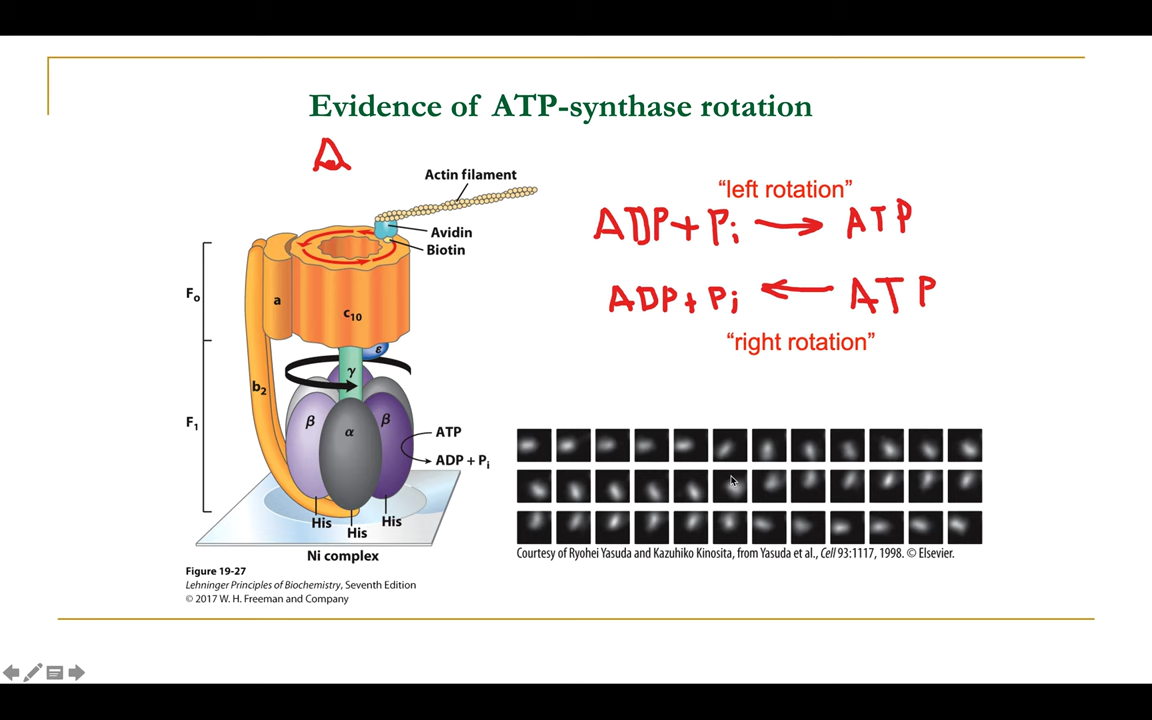 Evidence of ATP-synthase rotation
Actin filament
Avidin
Biotin
Fo
a
c10
ε
γ
b2
F1
β
β
α
ATP
ADP + Pi
His
His
His
Ni complex
Figure 19-27
Lehninger Principles of Biochemistry, Seventh Edition
© 2017 W. H. Freeman and Company
“left rotation”
ADP + Pi → ATP
ADP + Pi ← ATP
“right rotation”
Courtesy of Ryohei Yasuda and Kazuhiko Kinosita, from Yasuda et al., Cell 93:1117, 1998. © Elsevier.